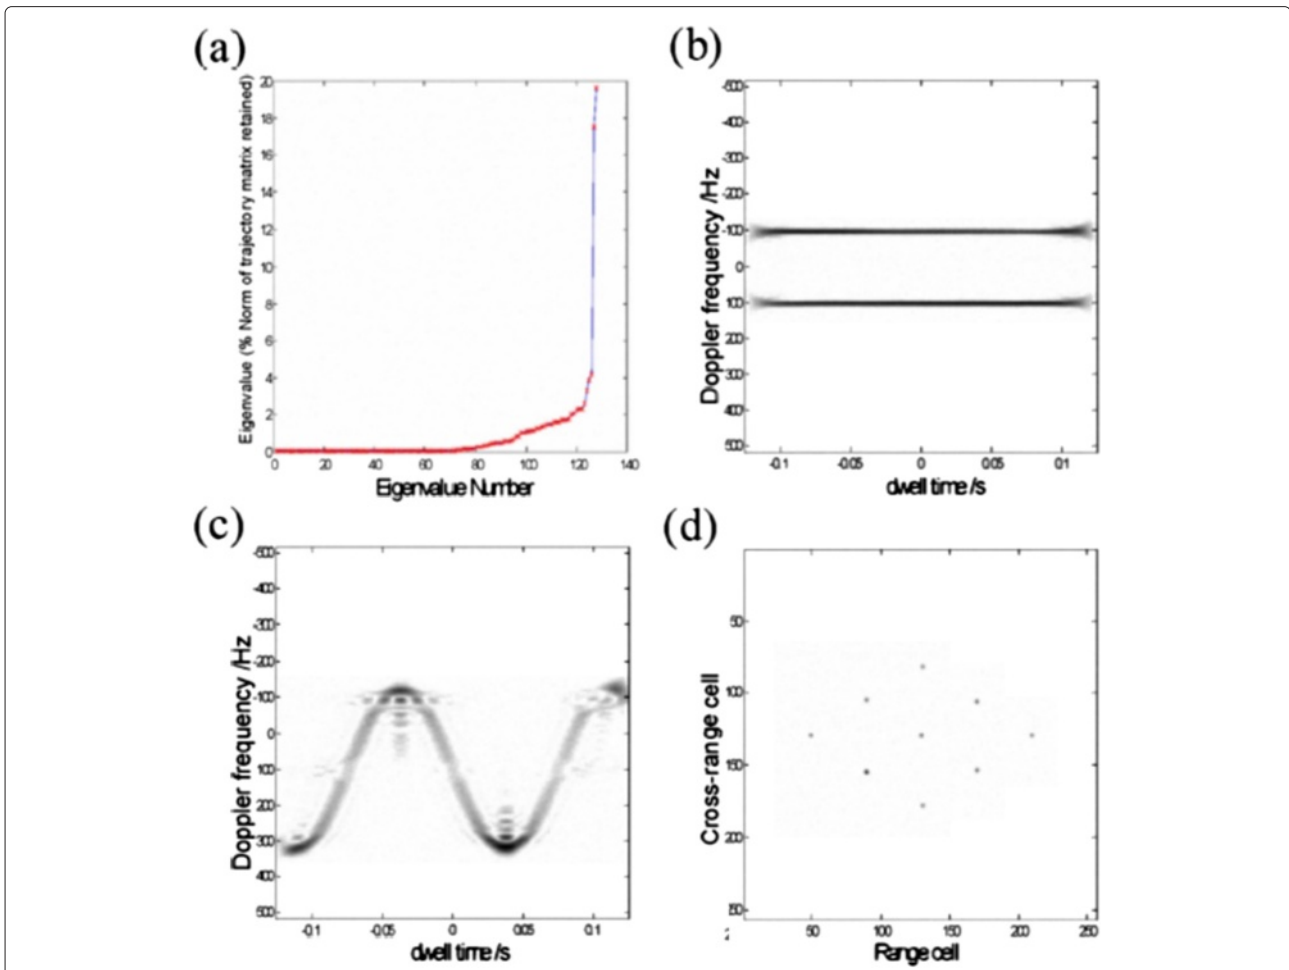 (a)
Eigenvalue (% Norm of trajectory matrix retained)
20
18
16
14
12
10
8
6
4
2
0
0 20 40 60 80 100 120 140
Eigenvalue Number
(b)
Doppler frequency /Hz
-500
-400
-300
-200
-100
0
100
200
300
400
500
-0.1 -0.05 0 0.05 0.1
dwell time /s
(c)
Doppler frequency /Hz
-500
-400
-300
-200
-100
0
100
200
300
400
500
-0.1 -0.05 0 0.05 0.1
dwell time /s
(d)
Cross-range cell
50
100
150
200
250
50 100 150 200 250
Range cell